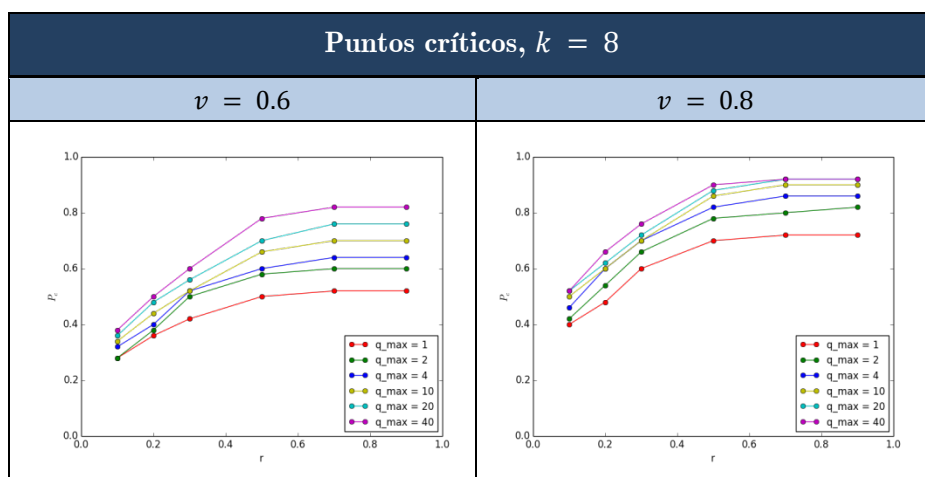 Puntos críticos, k = 8
v = 0.6
v = 0.8
1.0
0.8
0.6
0.4
0.2
0.0
P_c
0.0 0.2 0.4 0.6 0.8 1.0
r
q_max = 1
q_max = 2
q_max = 4
q_max = 10
q_max = 20
q_max = 40
1.0
0.8
0.6
0.4
0.2
0.0
P_c
0.0 0.2 0.4 0.6 0.8 1.0
r
q_max = 1
q_max = 2
q_max = 4
q_max = 10
q_max = 20
q_max = 40